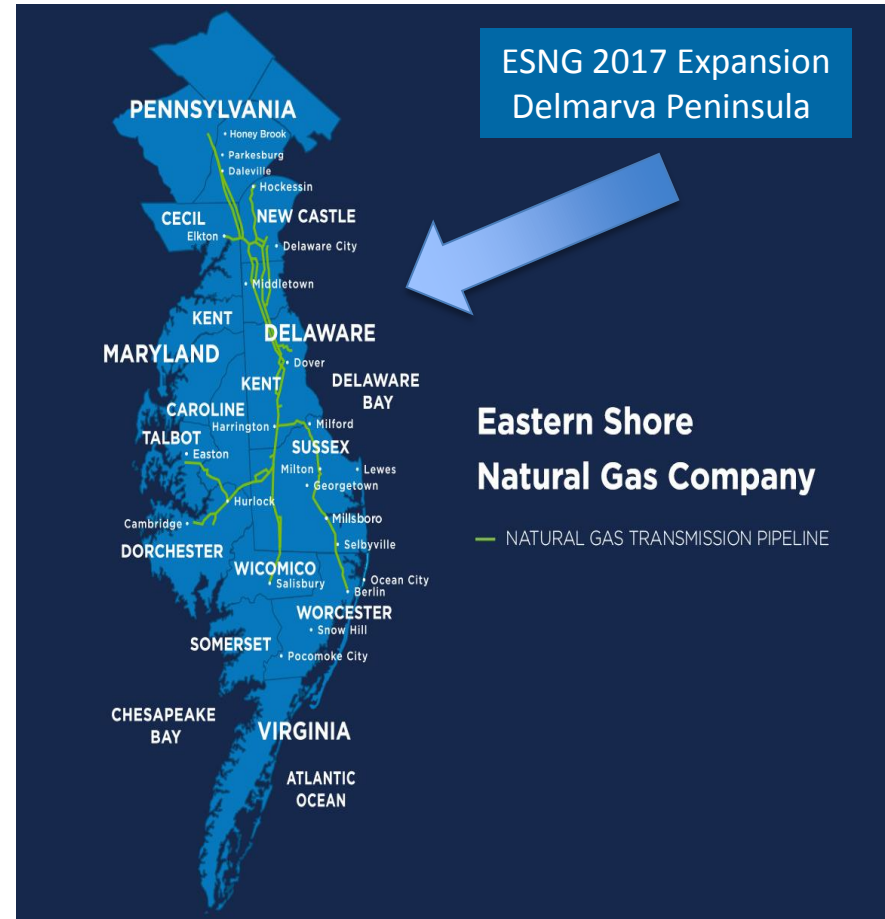 ESNG 2017 Expansion
Delmarva Peninsula
PENNSYLVANIA
Honey Brook
Parkesburg
Daleville
Hockessin
CECIL
NEW CASTLE
Elkton
Delaware City
Middletown
KENT
DELAWARE
MARYLAND
Dover
KENT
DELAWARE
BAY
CAROLINE
Harrington
Milford
TALBOT
Easton
SUSSEX
Milton
Lewes
Georgetown
Hurlock
Millsboro
Cambridge
DORCHESTER
Selbyville
WICOMICO
Salisbury
Ocean City
Berlin
WORCESTER
Snow Hill
SOMERSET
Pocomoke City
CHESAPEAKE
BAY
VIRGINIA
ATLANTIC
OCEAN
Eastern Shore
Natural Gas Company
NATURAL GAS TRANSMISSION PIPELINE